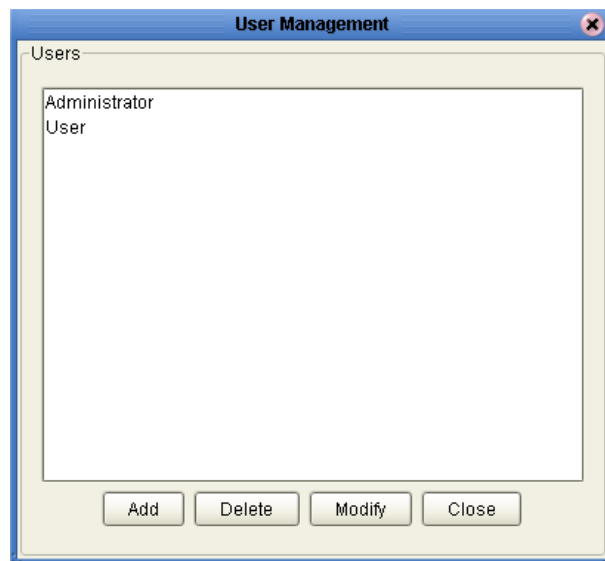 User Management
Users
Administrator
User
Add Delete Modify Close